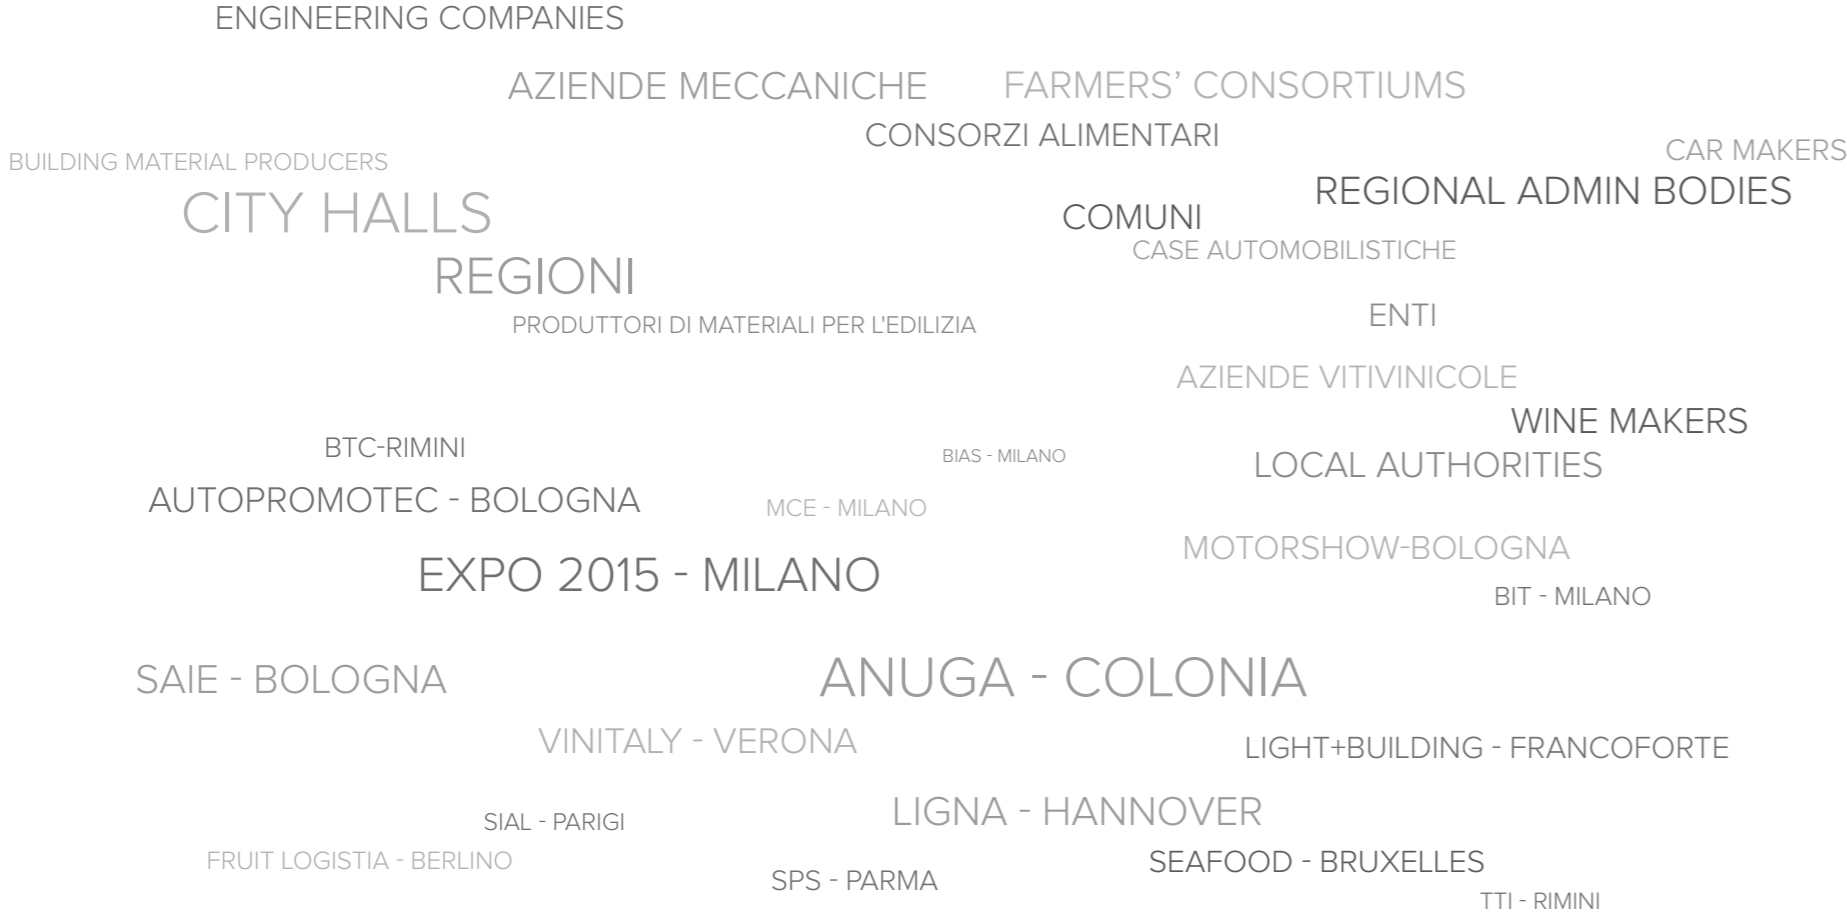 ENGINEERING COMPANIES
AZIENDE MECCANICHE
FARMERS’ CONSORTIUMS
CONSORZI ALIMENTARI
CAR MAKERS
BUILDING MATERIAL PRODUCERS
REGIONAL ADMIN BODIES
CITY HALLS
COMUNI
CASE AUTOMOBILISTICHE
REGIONI
ENTI
PRODUTTORI DI MATERIALI PER L'EDILIZIA
AZIENDE VITIVINICOLE
WINE MAKERS
BTC-RIMINI
BIAS - MILANO
LOCAL AUTHORITIES
AUTOPROMOTEC - BOLOGNA
MCE - MILANO
MOTORSHOW-BOLOGNA
EXPO 2015 - MILANO
BIT - MILANO
SAIE - BOLOGNA
ANUGA - COLONIA
VINITALY - VERONA
LIGHT+BUILDING - FRANCOFORTE
LIGNA - HANNOVER
SIAL - PARIGI
FRUIT LOGISTIA - BERLINO
SEAFOOD - BRUXELLES
SPS - PARMA
TTI - RIMINI